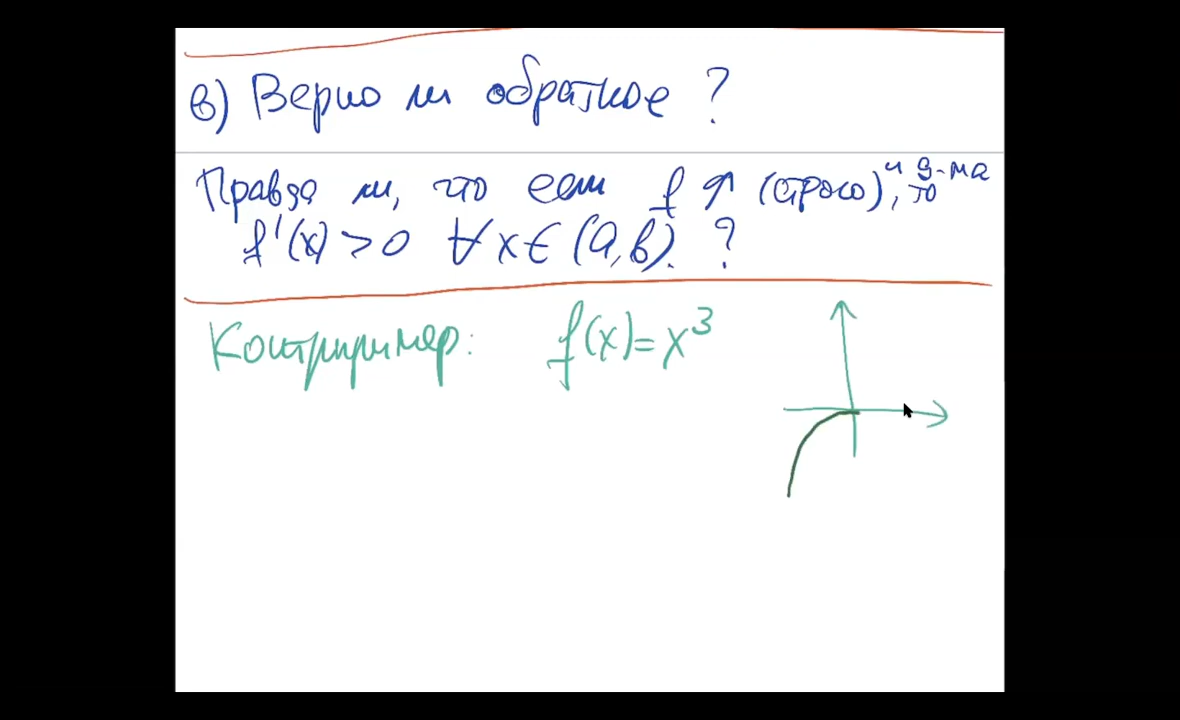 в) Верно ли обратное ?
Правда ли, что если f ↑ (строго) и д-ма, то
f'(x) > 0 ∀ x ∈ (a, b) ?
Контрпример: f(x) = x³